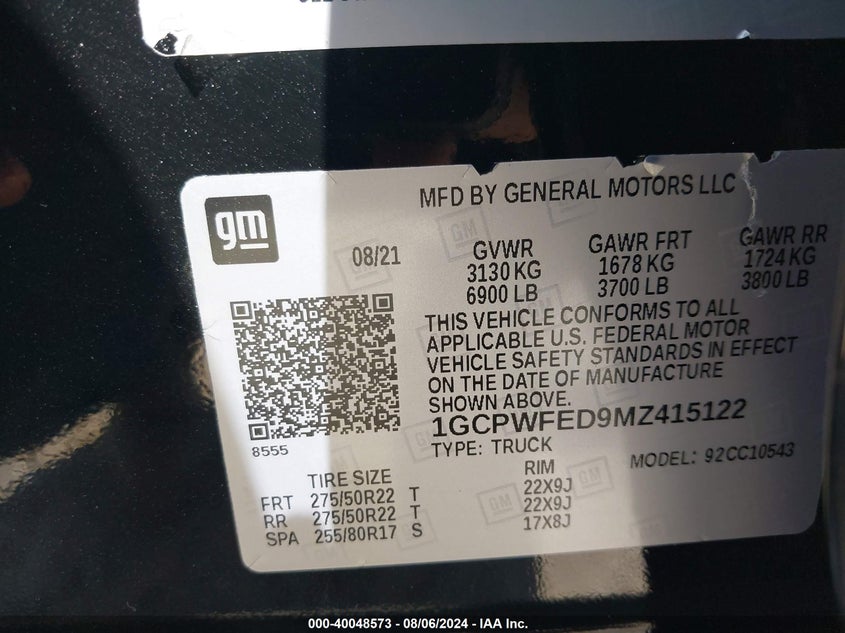 gm
MFD BY GENERAL MOTORS LLC
08/21
GVWR GAWR FRT GAWR RR
3130 KG 1678 KG 1724 KG
6900 LB 3700 LB 3800 LB
THIS VEHICLE CONFORMS TO ALL
APPLICABLE U.S. FEDERAL MOTOR
VEHICLE SAFETY STANDARDS IN EFFECT
ON THE DATE OF MANUFACTURE
SHOWN ABOVE.
1GCPWFED9MZ415122
8555
TYPE: TRUCK
MODEL: 92CC10543
TIRE SIZE RIM
FRT 275/50R22 T 22X9J
RR 275/50R22 T 22X9J
SPA 255/80R17 S 17X8J
000-40048573 - 08/06/2024 - IAA Inc.